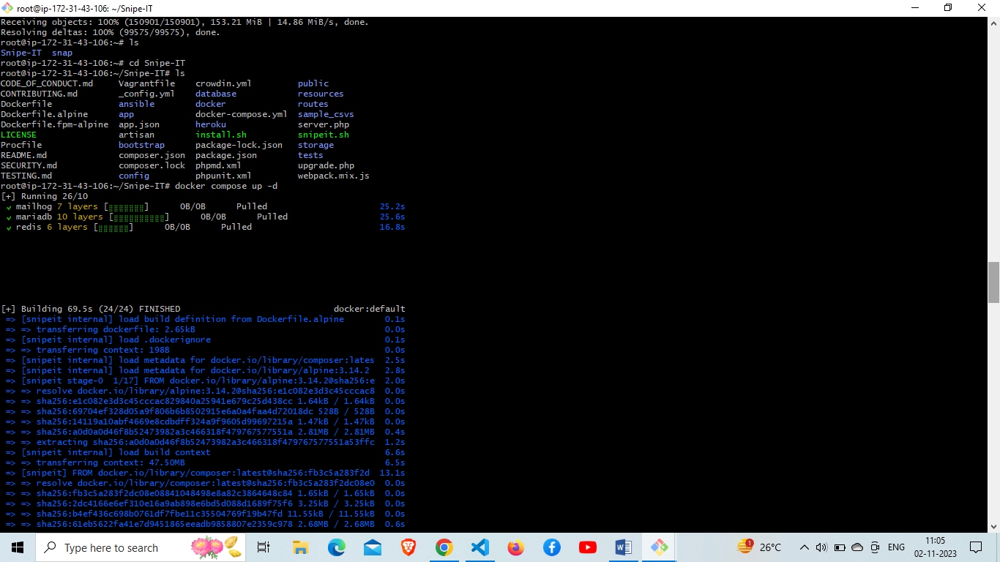 root@ip-172-31-43-106: ~/Snipe-IT
Receiving objects: 100% (150901/150901), 153.21 MiB | 14.86 MiB/s, done.
Resolving deltas: 100% (99575/99575), done.
root@ip-172-31-43-106:~# ls
Snipe-IT  snap
root@ip-172-31-43-106:~# cd Snipe-IT
root@ip-172-31-43-106:~/Snipe-IT# ls
CODE_OF_CONDUCT.md     Vagrantfile    crowdin.yml         public
CONTRIBUTING.md        _config.yml    database            resources
Dockerfile             ansible        docker              routes
Dockerfile.alpine      app            docker-compose.yml  sample_csvs
Dockerfile.fpm-alpine  app.json       heroku              server.php
LICENSE                artisan        install.sh          snipeit.sh
Procfile               bootstrap      package-lock.json   storage
README.md              composer.json  package.json        tests
SECURITY.md            composer.lock  phpmd.xml           upgrade.php
TESTING.md             config         phpunit.xml         webpack.mix.js
root@ip-172-31-43-106:~/Snipe-IT# docker compose up -d
[+] Running 26/10
✔ mailhog 7 layers [⣿⣿⣿⣿⣿⣿⣿]      0B/0B      Pulled      25.2s
✔ mariadb 10 layers [⣿⣿⣿⣿⣿⣿⣿⣿⣿⣿]      0B/0B      Pulled      25.6s
✔ redis 6 layers [⣿⣿⣿⣿⣿⣿]      0B/0B      Pulled      16.8s
[+] Building 69.5s (24/24) FINISHED      docker:default
=> [snipeit internal] load build definition from Dockerfile.alpine  0.1s
=> => transferring dockerfile: 2.65kB  0.0s
=> [snipeit internal] load .dockerignore  0.1s
=> => transferring context: 198B  0.0s
=> [snipeit internal] load metadata for docker.io/library/composer:lates  2.5s
=> [snipeit internal] load metadata for docker.io/library/alpine:3.14.2  2.8s
=> [snipeit stage-0  1/17] FROM docker.io/library/alpine:3.14.2@sha256:e  2.0s
=> => resolve docker.io/library/alpine:3.14.2@sha256:e1c082e3d3c45cccac8  0.0s
=> => sha256:e1c082e3d3c45cccac829840a25941e679c25d438cc 1.64kB / 1.64kB  0.0s
=> => sha256:69704ef328d05a9f806b6b8502915e6a0a4faa4d72018dc 528B / 528B  0.0s
=> => sha256:14119a10abf4669e8cdbdff324a9f9605d99697215a 1.47kB / 1.47kB  0.0s
=> => sha256:a0d0a0d46f8b52473982a3c466318f479767577551a 2.81MB / 2.81MB  0.4s
=> => extracting sha256:a0d0a0d46f8b52473982a3c466318f479767577551a53ffc  1.2s
=> [snipeit internal] load build context  6.6s
=> => transferring context: 47.50MB  6.5s
=> [snipeit] FROM docker.io/library/composer:latest@sha256:fb3c5a283f2d  13.1s
=> => resolve docker.io/library/composer:latest@sha256:fb3c5a283f2dc08e0  0.0s
=> => sha256:fb3c5a283f2dc08e08841048498e8a82c3864648c84 1.65kB / 1.65kB  0.0s
=> => sha256:2dc4166e6ef310e16a9ab898e6bd5d088d1689f75f6 3.25kB / 3.25kB  0.0s
=> => sha256:b4ef436c698b0761df7fbe11c35504769f19b47fd 11.55kB / 11.55kB  0.0s
=> => sha256:61eb5622fa41e7d9451865eeadb9858807e2359c978 2.68MB / 2.68MB  0.6s
Type here to search
1
26°C
ENG
11:05
02-11-2023